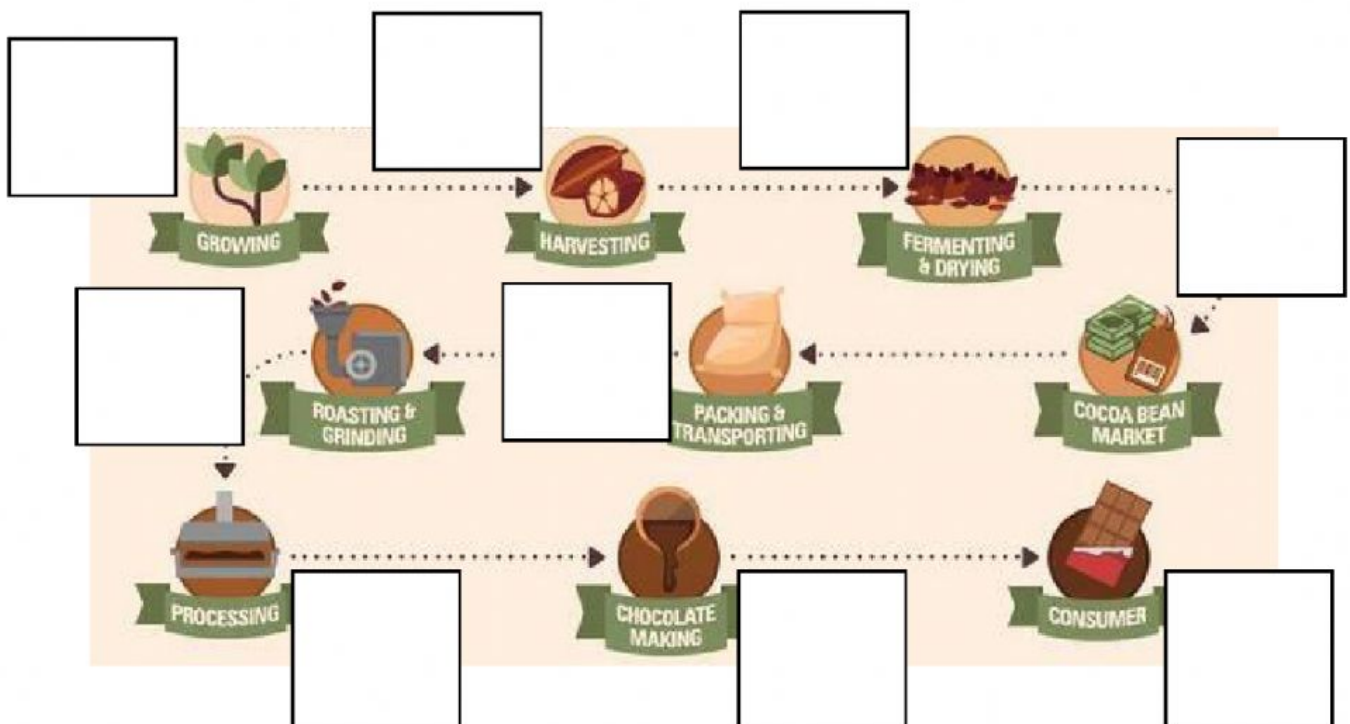 GROWING
HARVESTING
FERMENTING
& DRYING
ROASTING &
GRINDING
PACKING &
TRANSPORTING
COCOA BEAN
MARKET
PROCESSING
CHOCOLATE
MAKING
CONSUMER